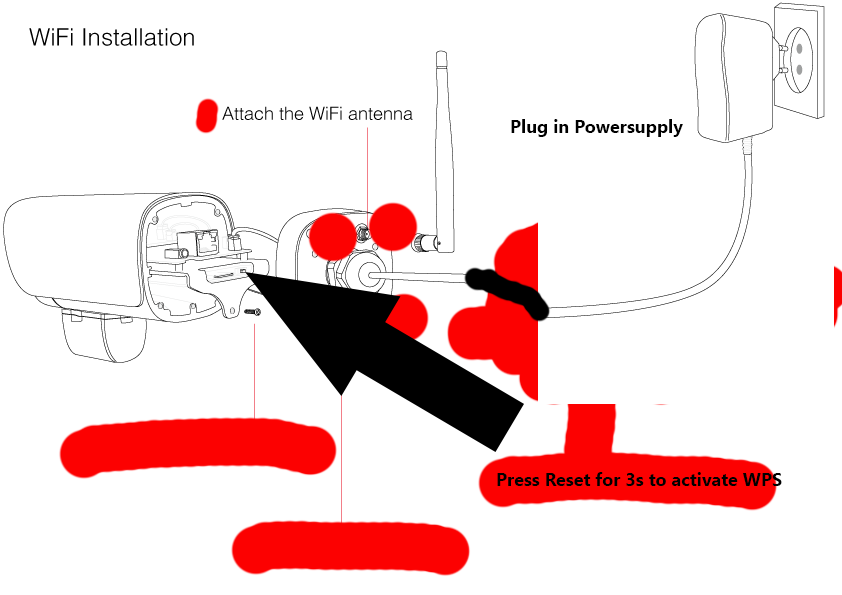 WiFi Installation
Attach the WiFi antenna
Plug in Powersupply
Press Reset for 3s to activate WPS